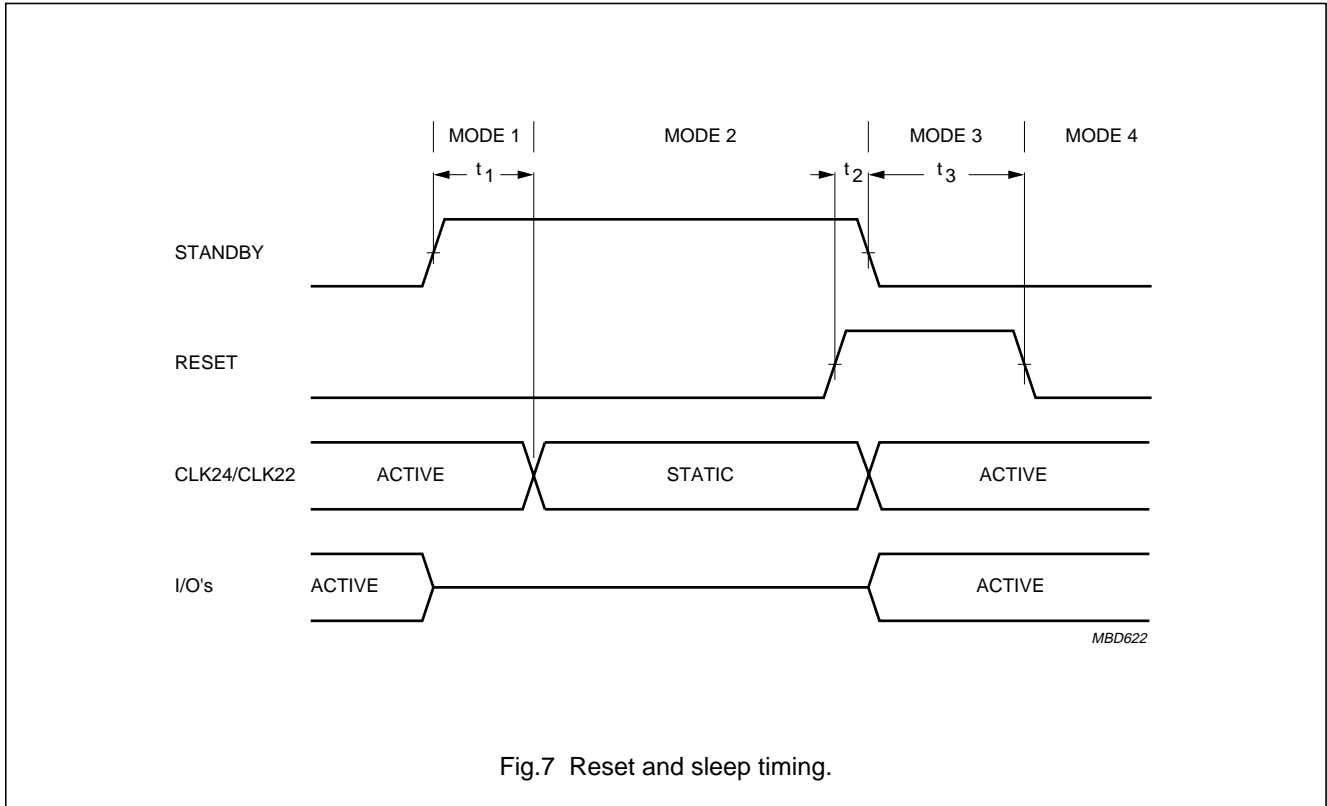 MODE 1 MODE 2 MODE 3 MODE 4
t1 t2 t3
STANDBY
RESET
CLK24/CLK22 ACTIVE STATIC ACTIVE
I/O's ACTIVE ACTIVE
MBD622
Fig.7 Reset and sleep timing.